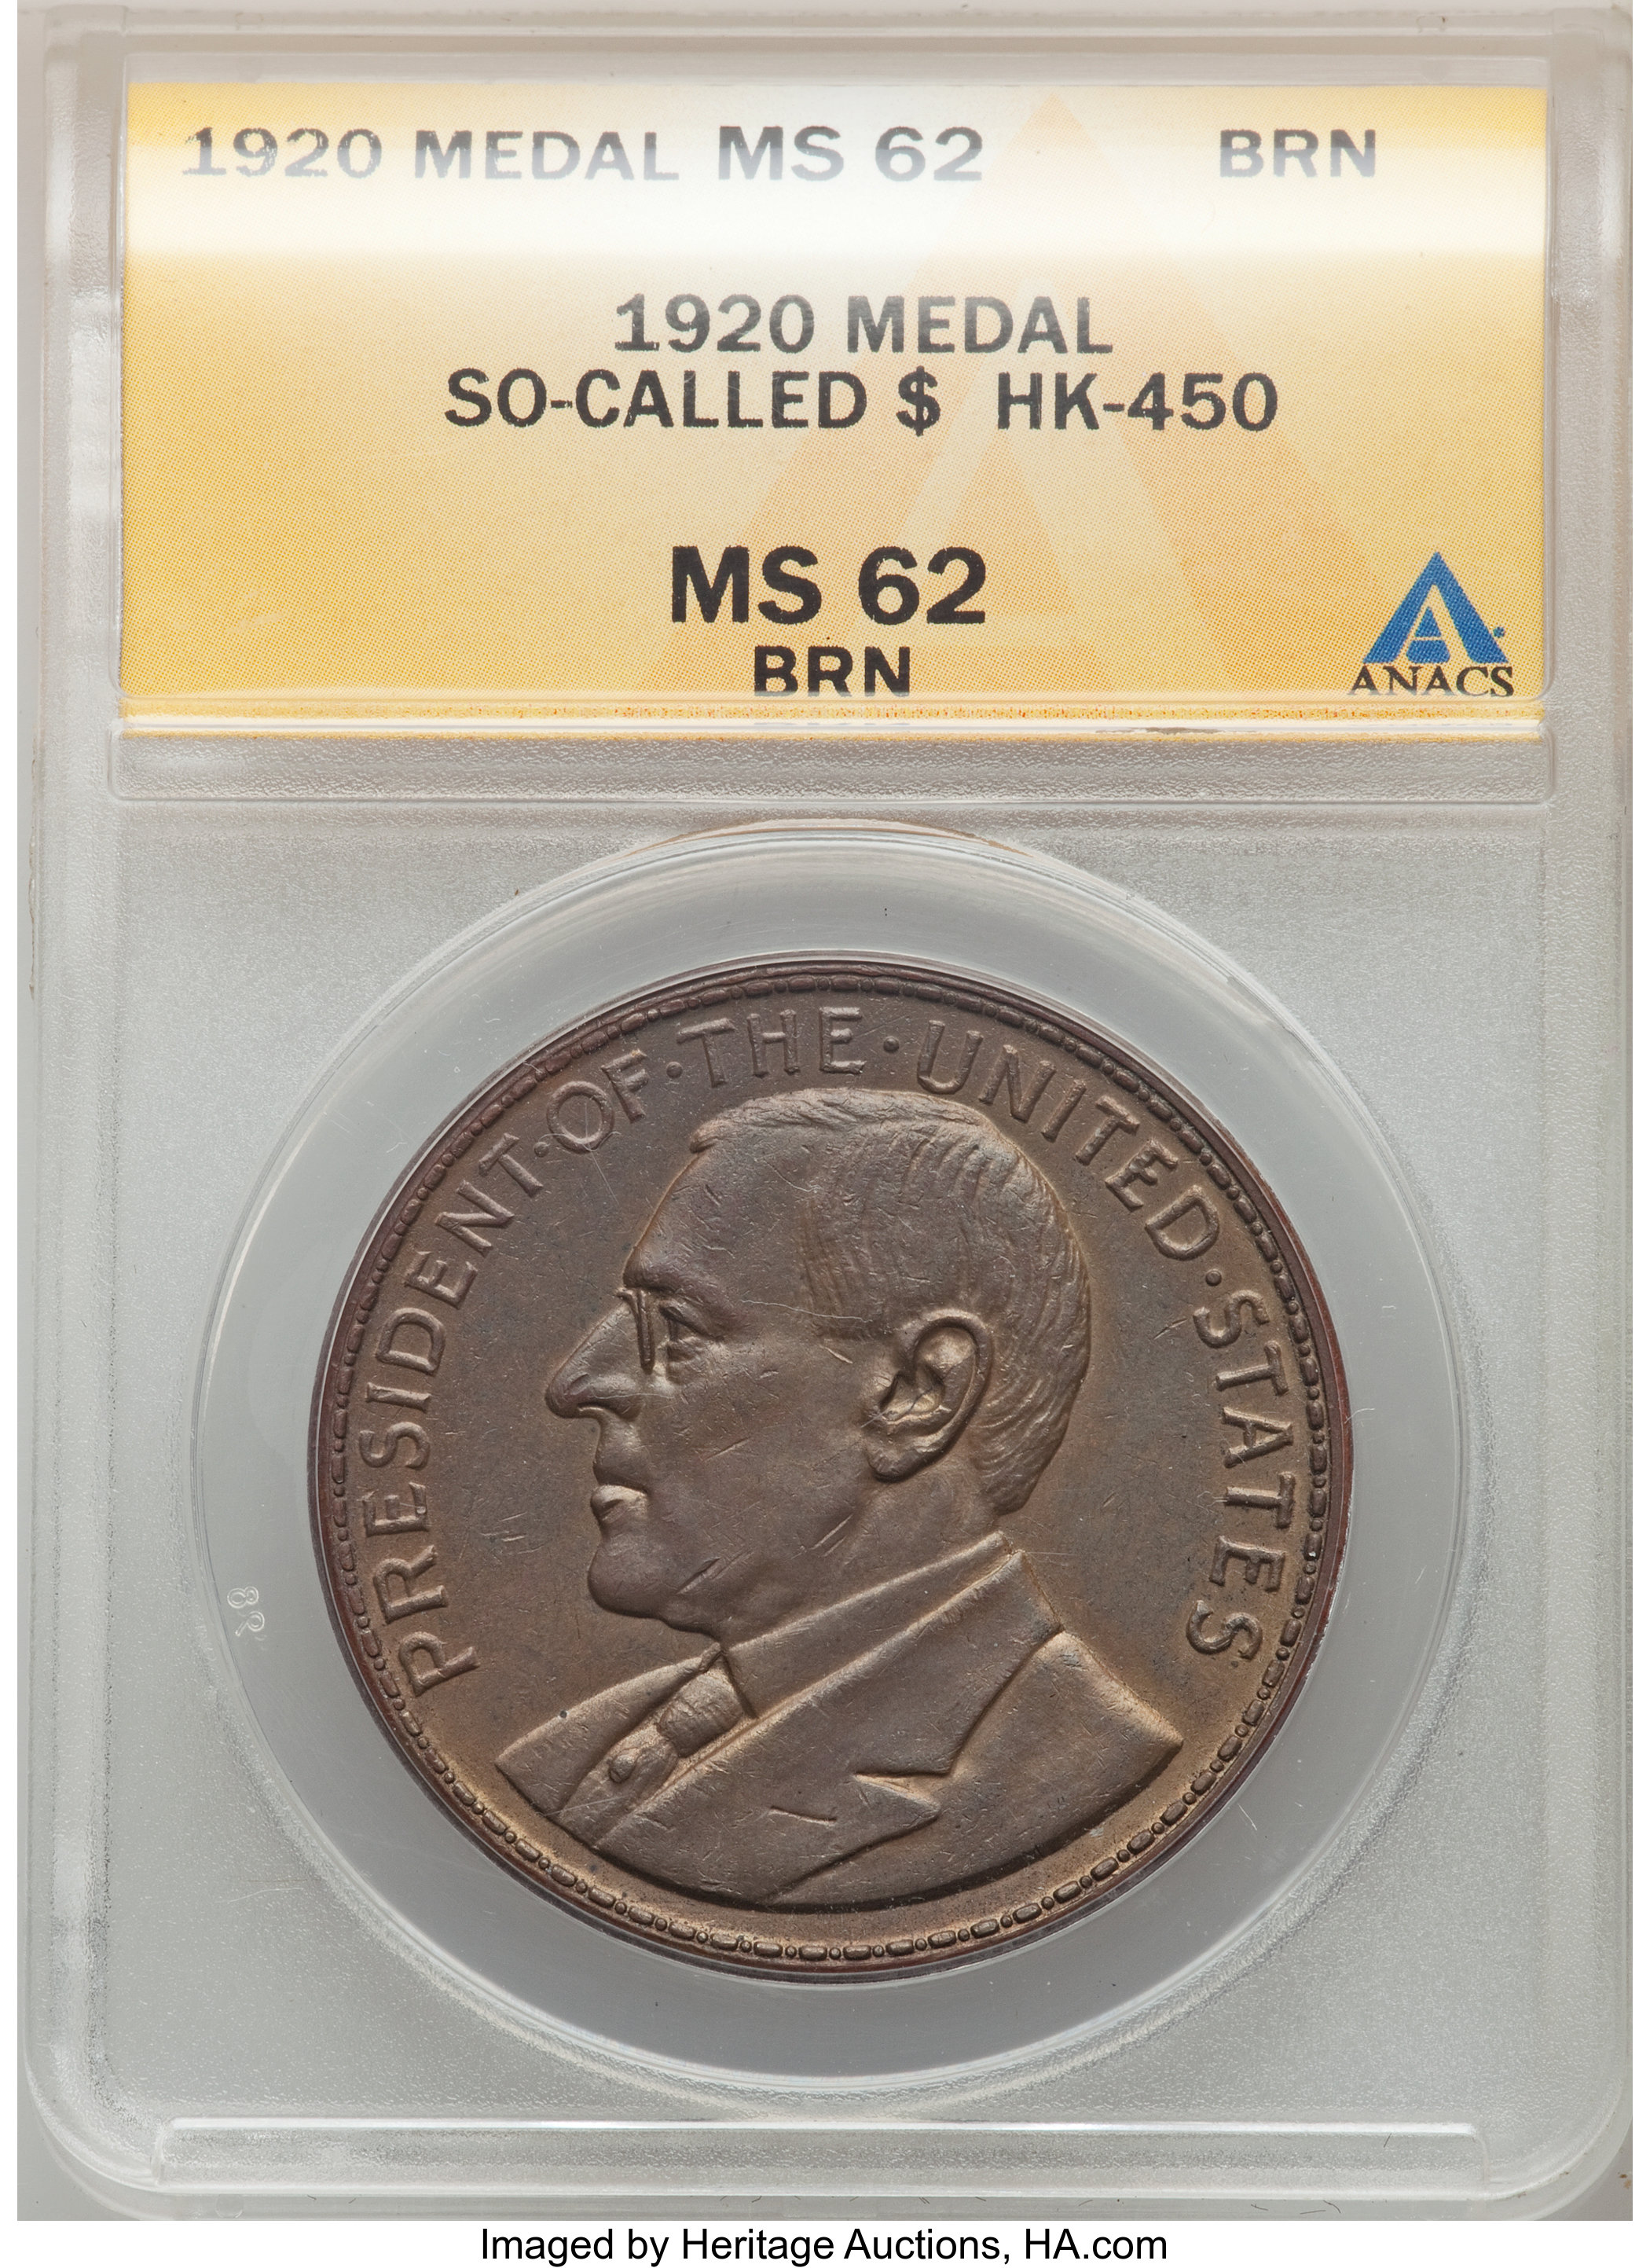 1920 MEDAL MS 62 BRN
1920 MEDAL
SO-CALLED $ HK-450
MS 62
BRN
ANACS
PRESIDENT·OF·THE·UNITED·STATES
Imaged by Heritage Auctions, HA.com